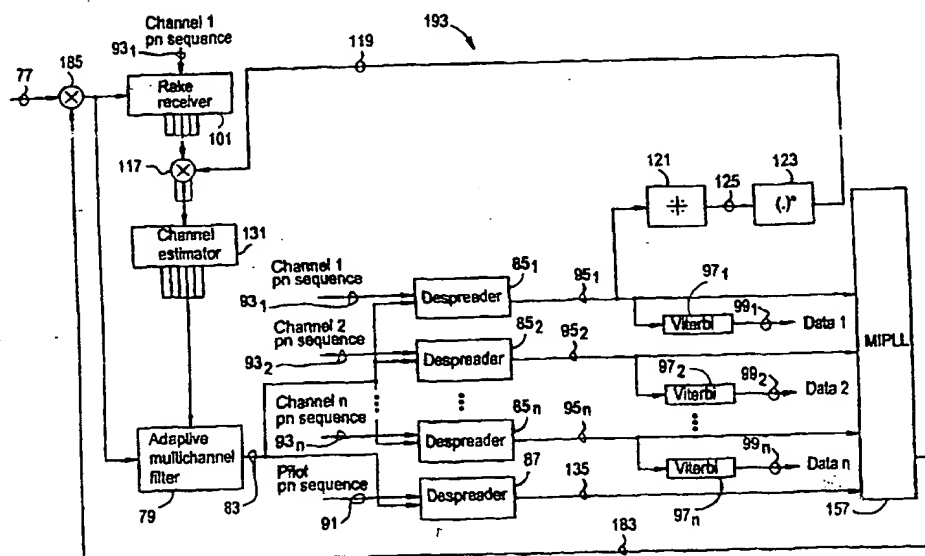 Channel 1
pn sequence
93₁
193
119
77
185
Rake
receiver
101
117
121
125
123
(.)*
131
Channel
estimator
Channel 1
pn sequence
93₁
Despreader
85₁
95₁
97₁
Viterbi
99₁
Data 1
MIPLL
Channel 2
pn sequence
93₂
Despreader
85₂
95₂
97₂
Viterbi
99₂
Data 2
Channel n
pn sequence
93ₙ
Despreader
85ₙ
95ₙ
99ₙ
Viterbi
97ₙ
Data n
Adaptive
multichannel
filter
79
83
Pilot
pn sequence
91
Despreader
87
135
157
183